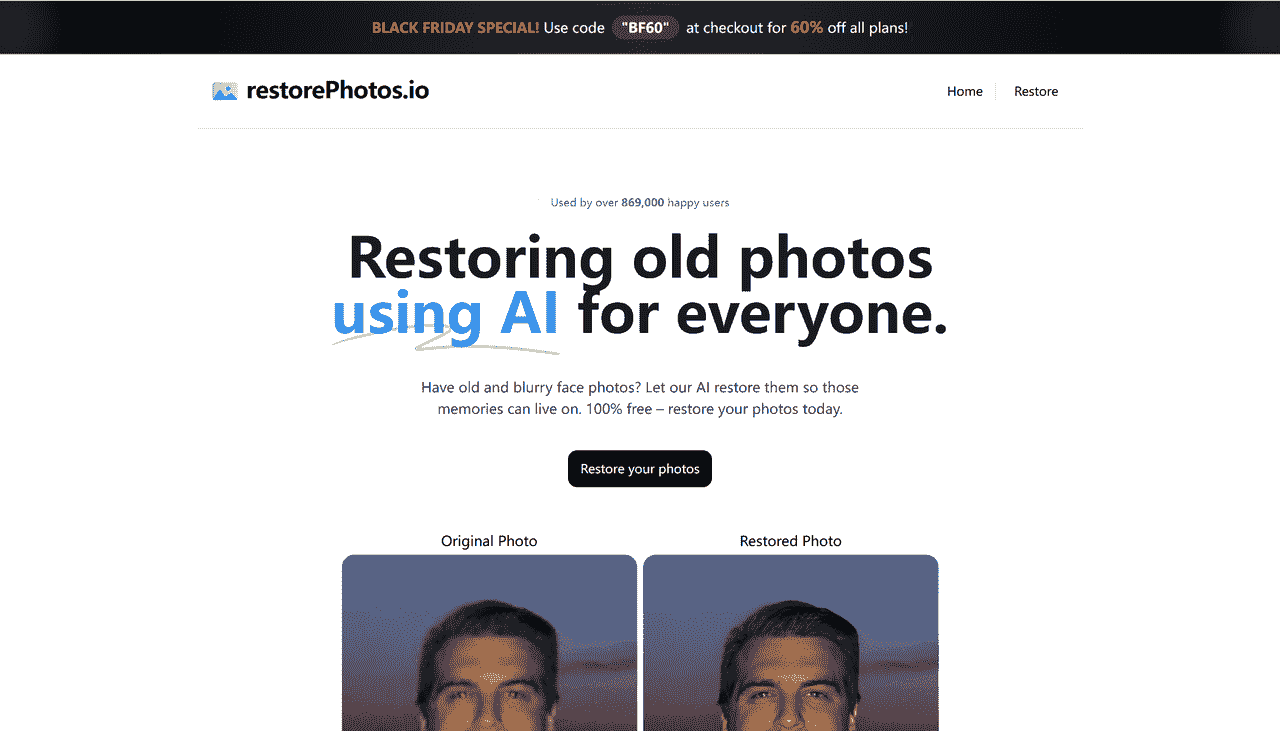 BLACK FRIDAY SPECIAL! Use code "BF60" at checkout for 60% off all plans!
restorePhotos.io
Home
Restore
Used by over 869,000 happy users
Restoring old photos
using AI for everyone.
Have old and blurry face photos? Let our AI restore them so those
memories can live on. 100% free – restore your photos today.
Restore your photos
Original Photo
Restored Photo